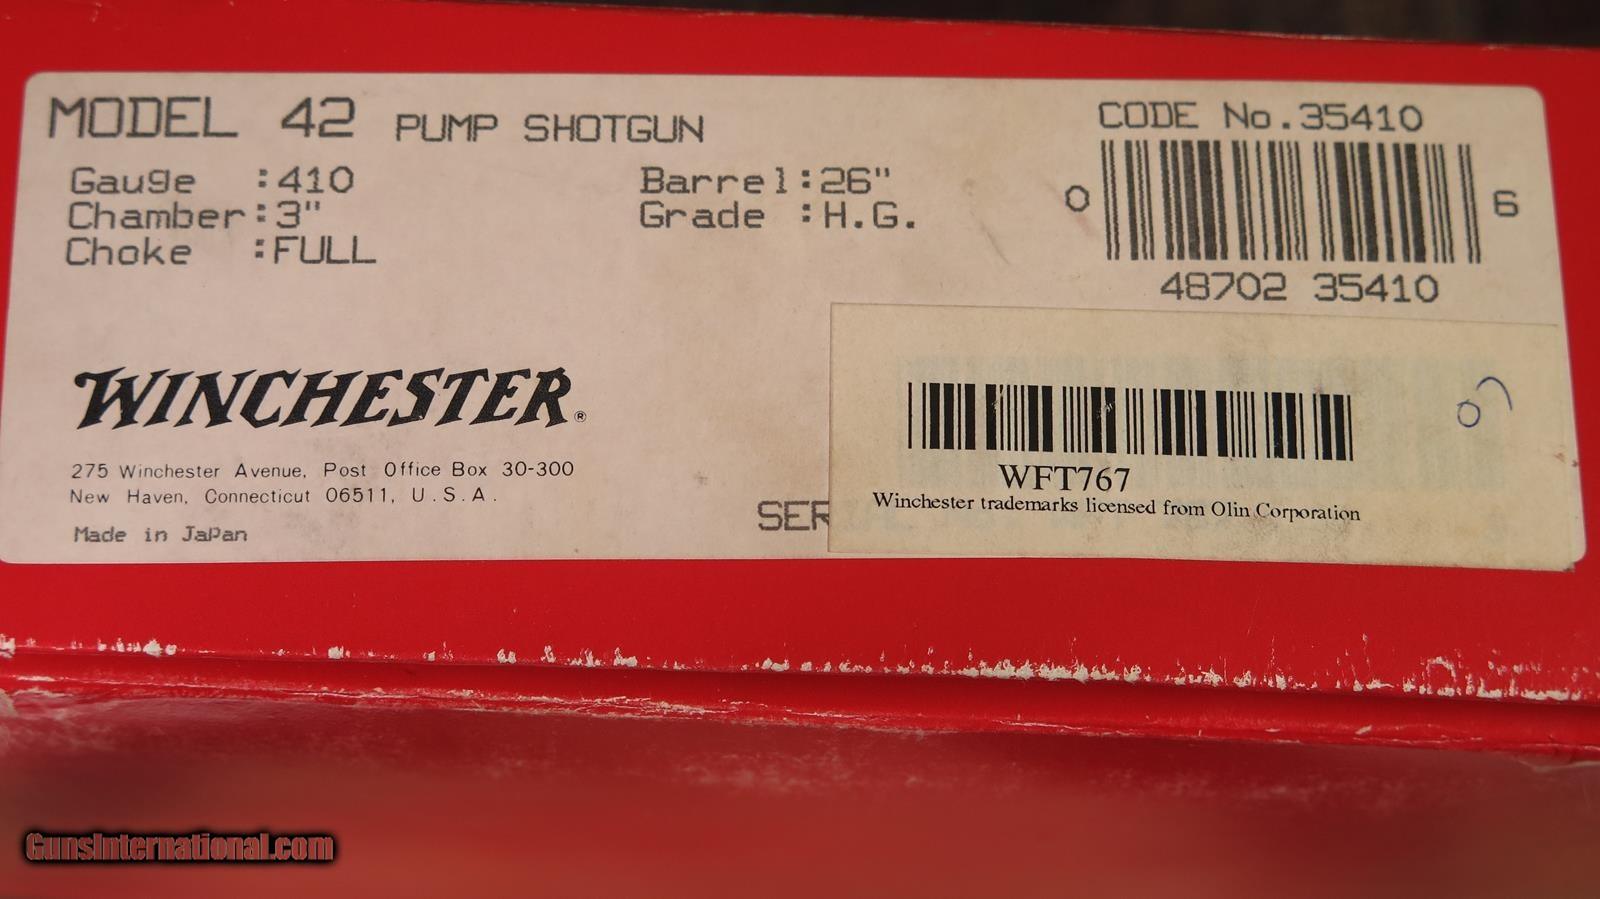 MODEL 42 PUMP SHOTGUN
Gauge :410
Chamber:3"
Choke :FULL
Barrel:26"
Grade :H.G.
CODE No.35410
0 6
48702 35410
WINCHESTER®
275 Winchester Avenue, Post Office Box 30-300
New Haven, Connecticut 06511, U.S.A.
Made in Japan
SER
WFT767
Winchester trademarks licensed from Olin Corporation
GunsInternational.com